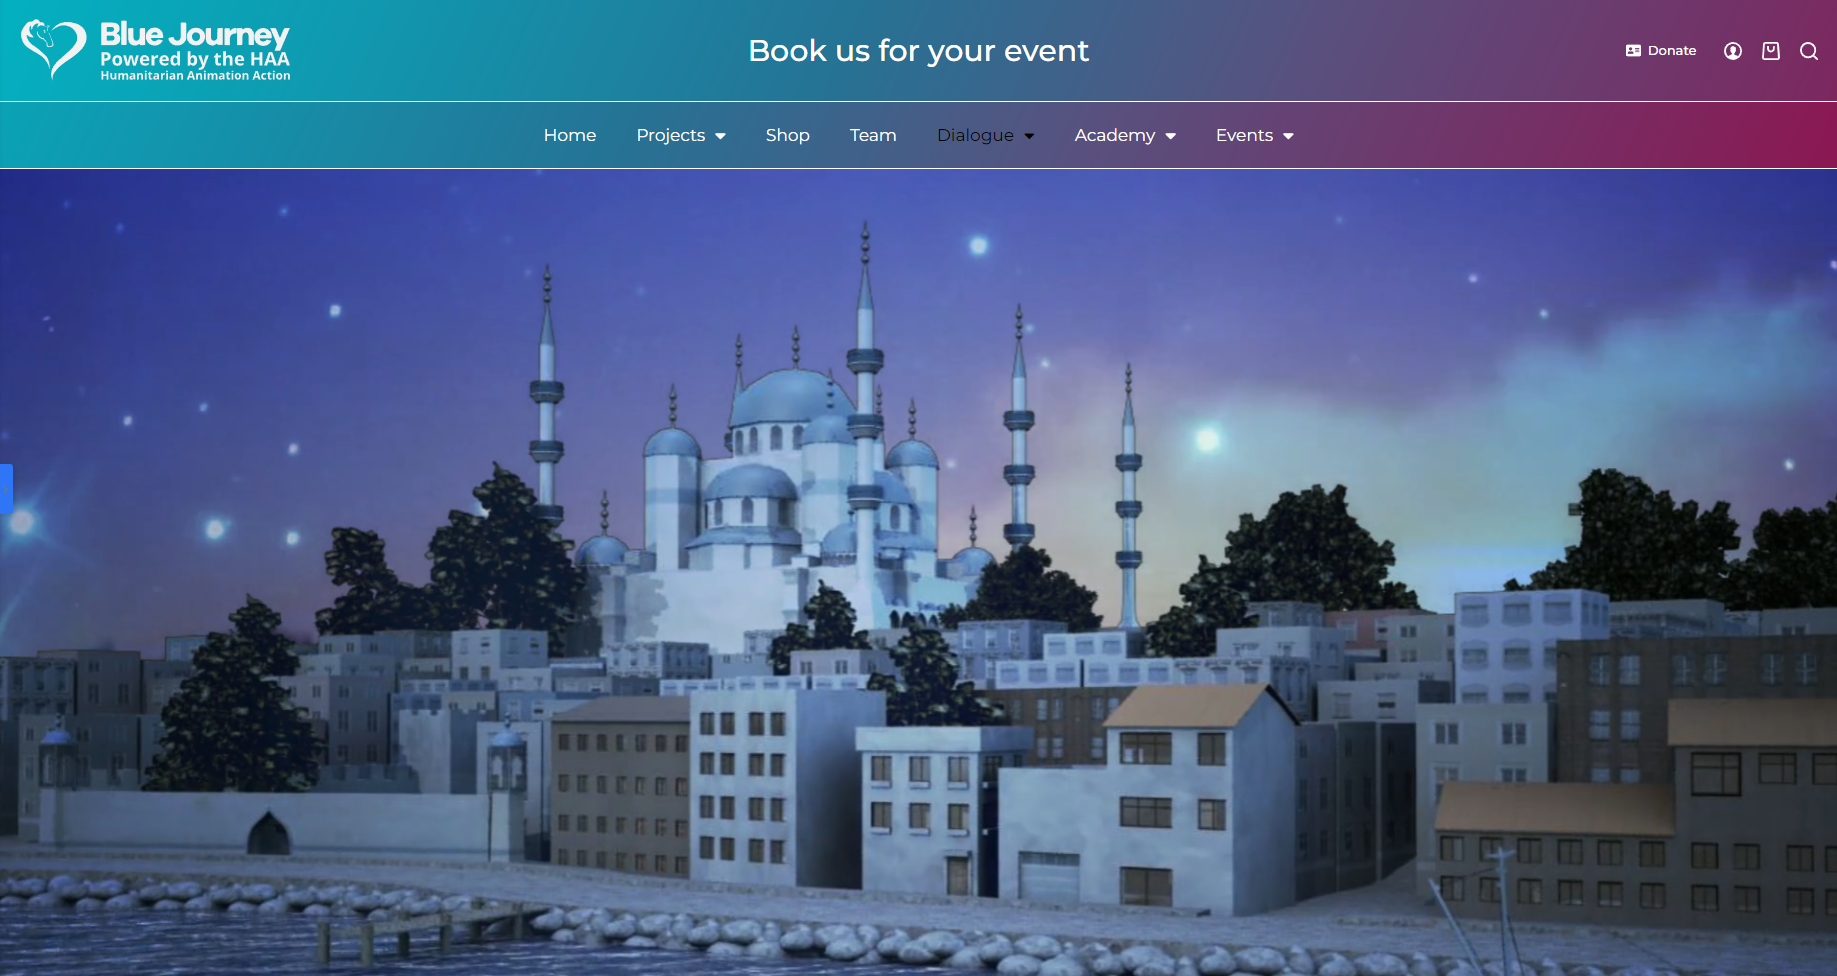 Blue Journey
Powered by the HAA
Humanitarian Animation Action
Book us for your event
Donate
Home
Projects
Shop
Team
Dialogue
Academy
Events